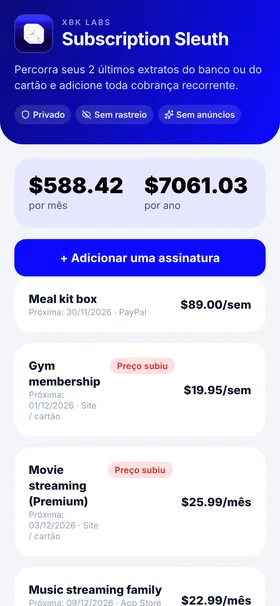 XBK LABS
Subscription Sleuth
Percorra seus 2 últimos extratos do banco ou do
cartão e adicione toda cobrança recorrente.
Privado
Sem rastreio
Sem anúncios
$588.42
$7061.03
por mês
por ano
+ Adicionar uma assinatura
Meal kit box
Próxima: 30/11/2026 · PayPal
$89.00/sem
Gym
membership
Preço subiu
Próxima:
01/12/2026 · Site
/ cartão
$19.95/sem
Movie
streaming
(Premium)
Preço subiu
Próxima:
03/12/2026 · Site
/ cartão
$25.99/mês
Music streaming family
Próxima: 09/12/2026 · App Store
$22.99/mês